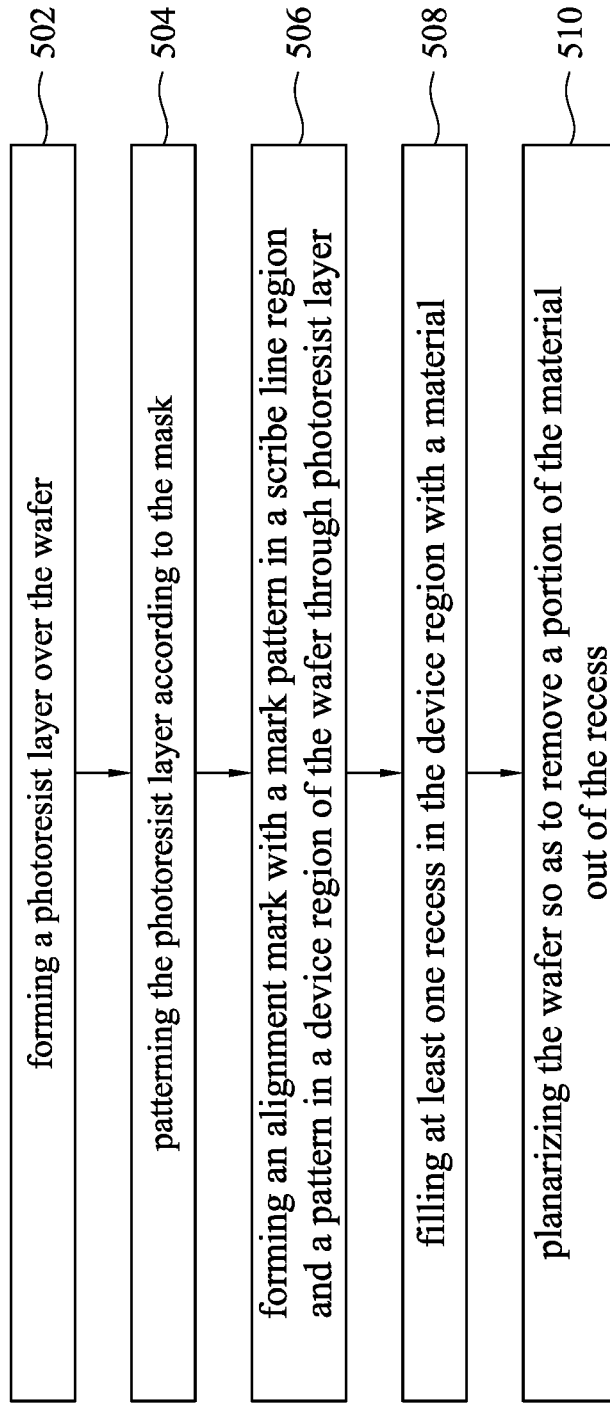 forming a photoresist layer over the wafer
502
patterning the photoresist layer according to the mask
504
forming an alignment mark with a mark pattern in a scribe line region
and a pattern in a device region of the wafer through photoresist layer
506
filling at least one recess in the device region with a material
508
planarizing the wafer so as to remove a portion of the material
out of the recess
510